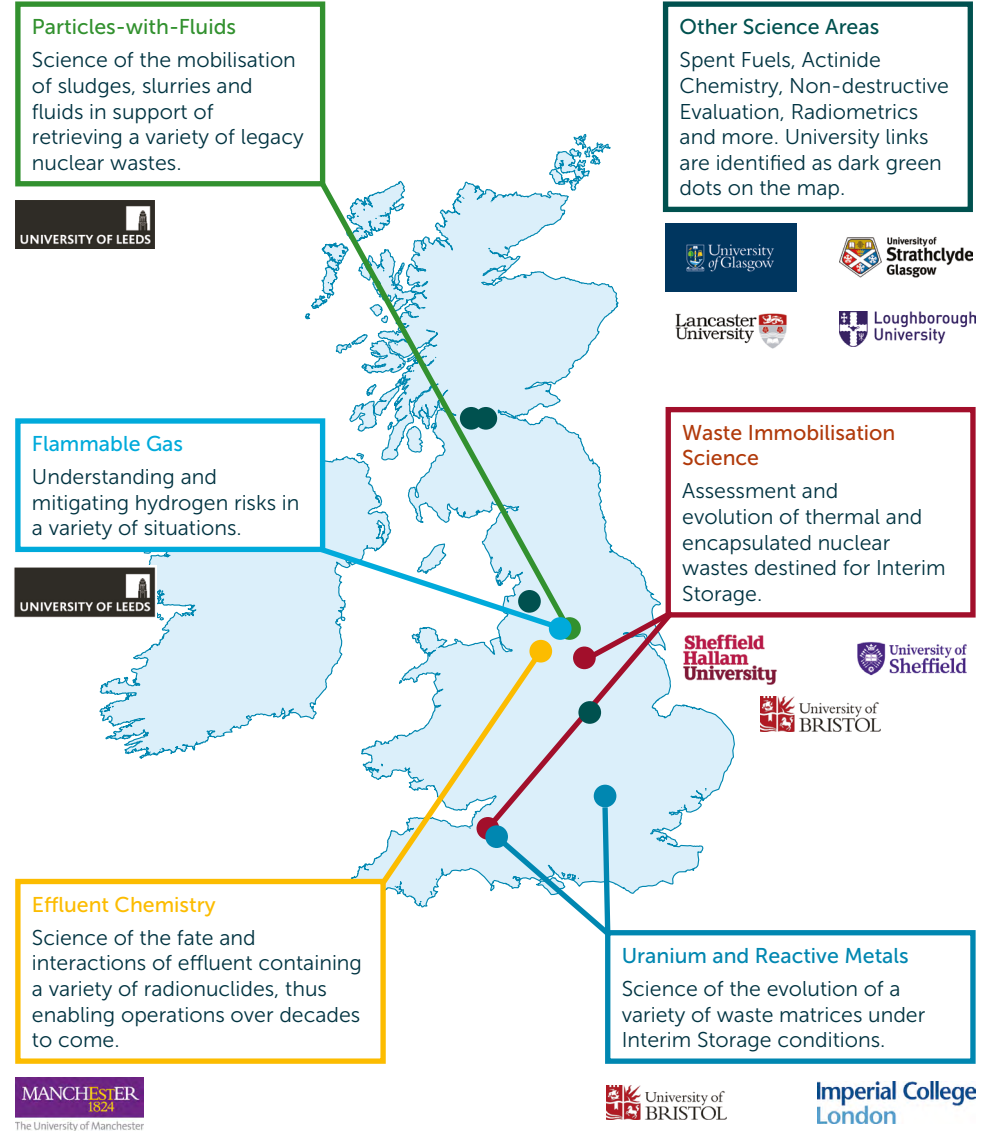 Particles-with-Fluids
Science of the mobilisation
of sludges, slurries and
fluids in support of
retrieving a variety of legacy
nuclear wastes.
UNIVERSITY OF LEEDS
Other Science Areas
Spent Fuels, Actinide
Chemistry, Non-destructive
Evaluation, Radiometrics
and more. University links
are identified as dark green
dots on the map.
University
of Glasgow
University of
Strathclyde
Glasgow
Lancaster
University
Loughborough
University
Flammable Gas
Understanding and
mitigating hydrogen risks in
a variety of situations.
UNIVERSITY OF LEEDS
Waste Immobilisation
Science
Assessment and
evolution of thermal and
encapsulated nuclear
wastes destined for Interim
Storage.
Sheffield
Hallam
University
University of
Sheffield
University of
BRISTOL
Effluent Chemistry
Science of the fate and
interactions of effluent containing
a variety of radionuclides, thus
enabling operations over decades
to come.
MANCHESTER
1824
The University of Manchester
Uranium and Reactive Metals
Science of the evolution of a
variety of waste matrices under
Interim Storage conditions.
University of
BRISTOL
Imperial College
London